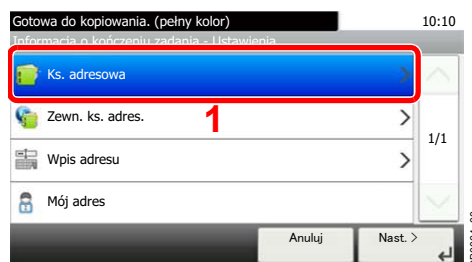 Gotowa do kopiowania. (pełny kolor) 10:10
Informacja o kończeniu zadania - Ustawienia
Ks. adresowa
Zewn. ks. adres.
1
1/1
Wpis adresu
Mój adres
Anuluj Nast. >